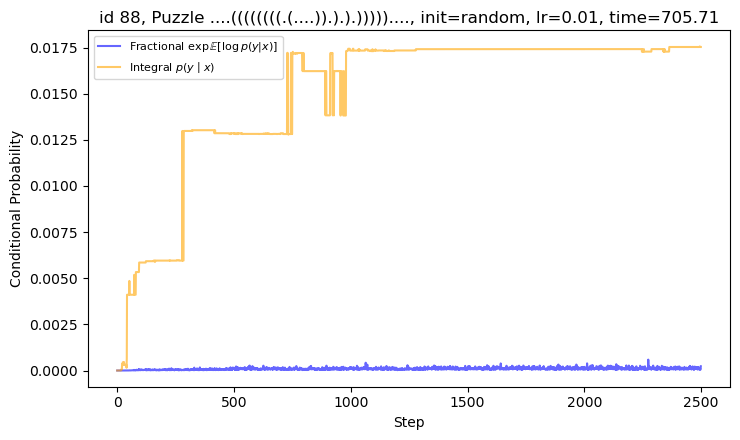 id 88, Puzzle ....((((((((.(....)).).).)))))...., init=random, lr=0.01, time=705.71
Fractional exp𝔼[log p(y|x)]
Integral p(y | x)
Conditional Probability
0.0175
0.0150
0.0125
0.0100
0.0075
0.0050
0.0025
0.0000
0 500 1000 1500 2000 2500
Step